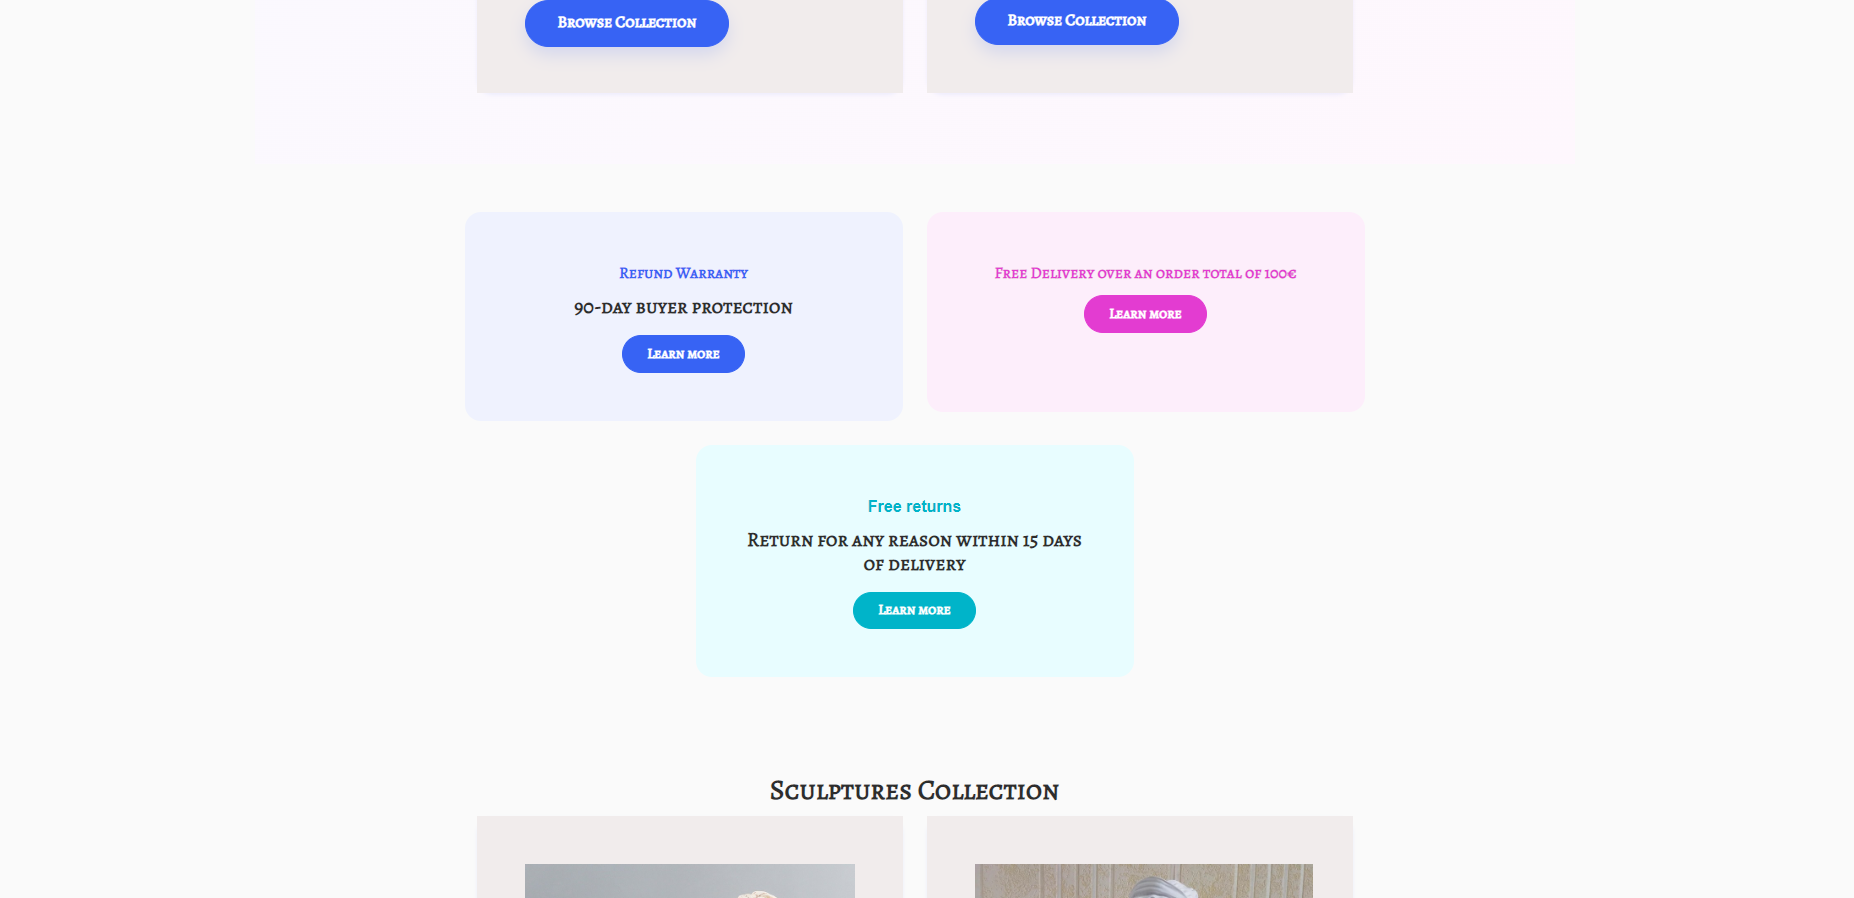 Browse Collection
Browse Collection
Refund Warranty
90-day buyer protection
Learn more
Free Delivery over an order total of 100€
Learn more
Free returns
Return for any reason within 15 days
of delivery
Learn more
Sculptures Collection